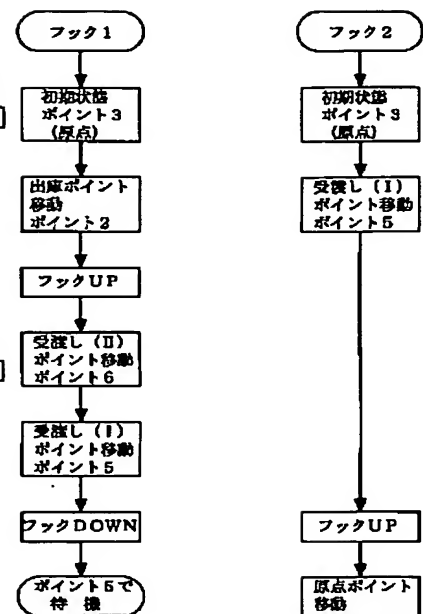 フック1
初期状態
ポイント3
(原点)
出庫ポイント
移動
ポイント2
フックUP
受渡し(II)
ポイント移動
ポイント6
受渡し(I)
ポイント移動
ポイント5
フックDOWN
ポイント5で
待機
フック2
初期状態
ポイント3
(原点)
受渡し(I)
ポイント移動
ポイント5
フックUP
原点ポイント
移動